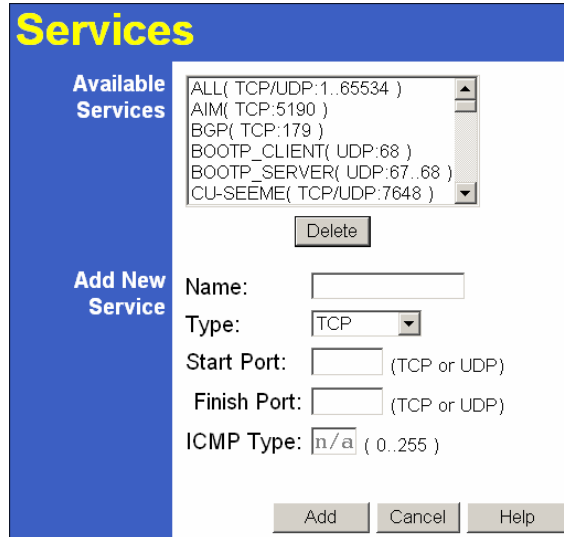 Services
Available Services
ALL( TCP/UDP:1..65534 )
AIM( TCP:5190 )
BGP( TCP:179 )
BOOTP_CLIENT( UDP:68 )
BOOTP_SERVER( UDP:67..68 )
CU-SEEME( TCP/UDP:7648 )
Delete
Add New Service
Name:
Type: TCP
Start Port: (TCP or UDP)
Finish Port: (TCP or UDP)
ICMP Type: n/a ( 0..255 )
Add Cancel Help